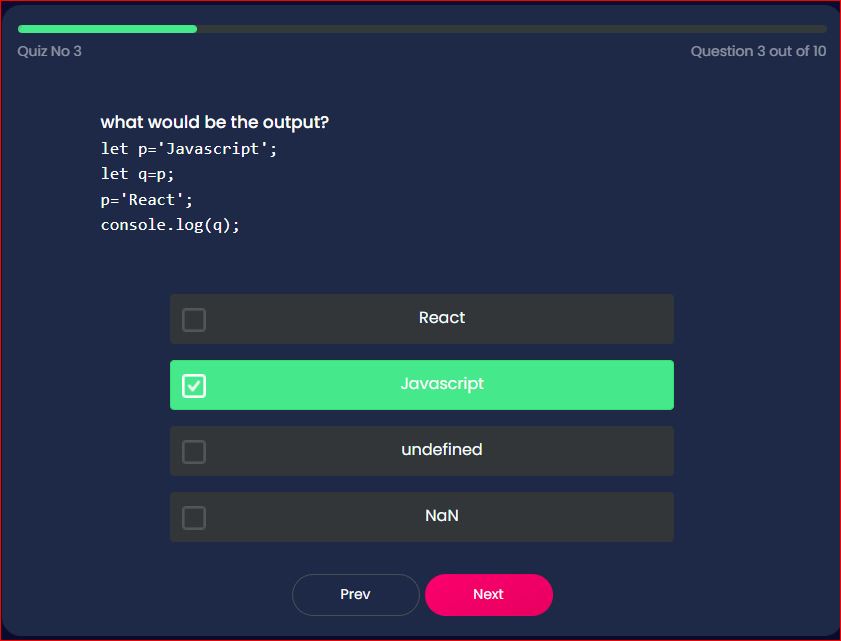 Quiz No 3
Question 3 out of 10
what would be the output?
let p='Javascript';
let q=p;
p='React';
console.log(q);
React
Javascript
undefined
NaN
Prev
Next